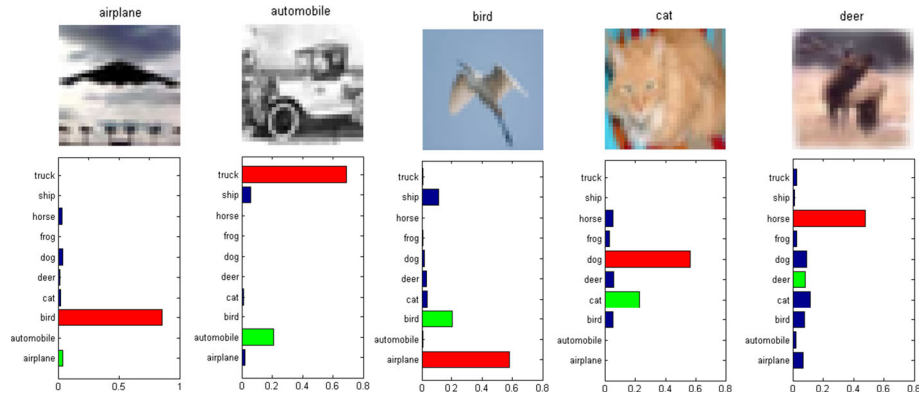 airplane
automobile
bird
cat
deer
truck
ship
horse
frog
dog
deer
cat
bird
automobile
airplane
0 0.5 1
truck
ship
horse
frog
dog
deer
cat
bird
automobile
airplane
0 0.2 0.4 0.6 0.8
truck
ship
horse
frog
dog
deer
cat
bird
automobile
airplane
0 0.2 0.4 0.6 0.8
truck
ship
horse
frog
dog
deer
cat
bird
automobile
airplane
0 0.2 0.4 0.6 0.8
truck
ship
horse
frog
dog
deer
cat
bird
automobile
airplane
0 0.2 0.4 0.6 0.8